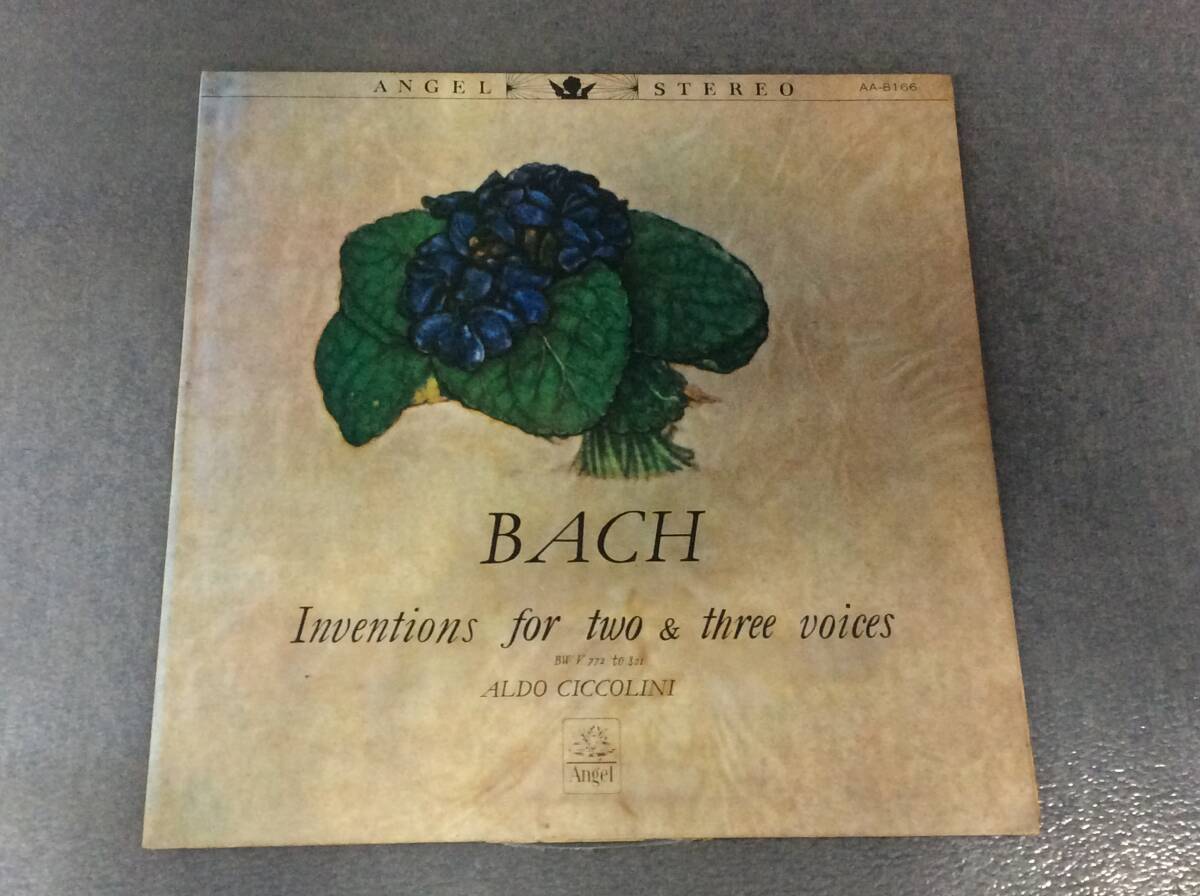 ANGEL STEREO AA-8166
BACH
Inventions for two & three voices
BWV 772 to 801
ALDO CICCOLINI
Angel